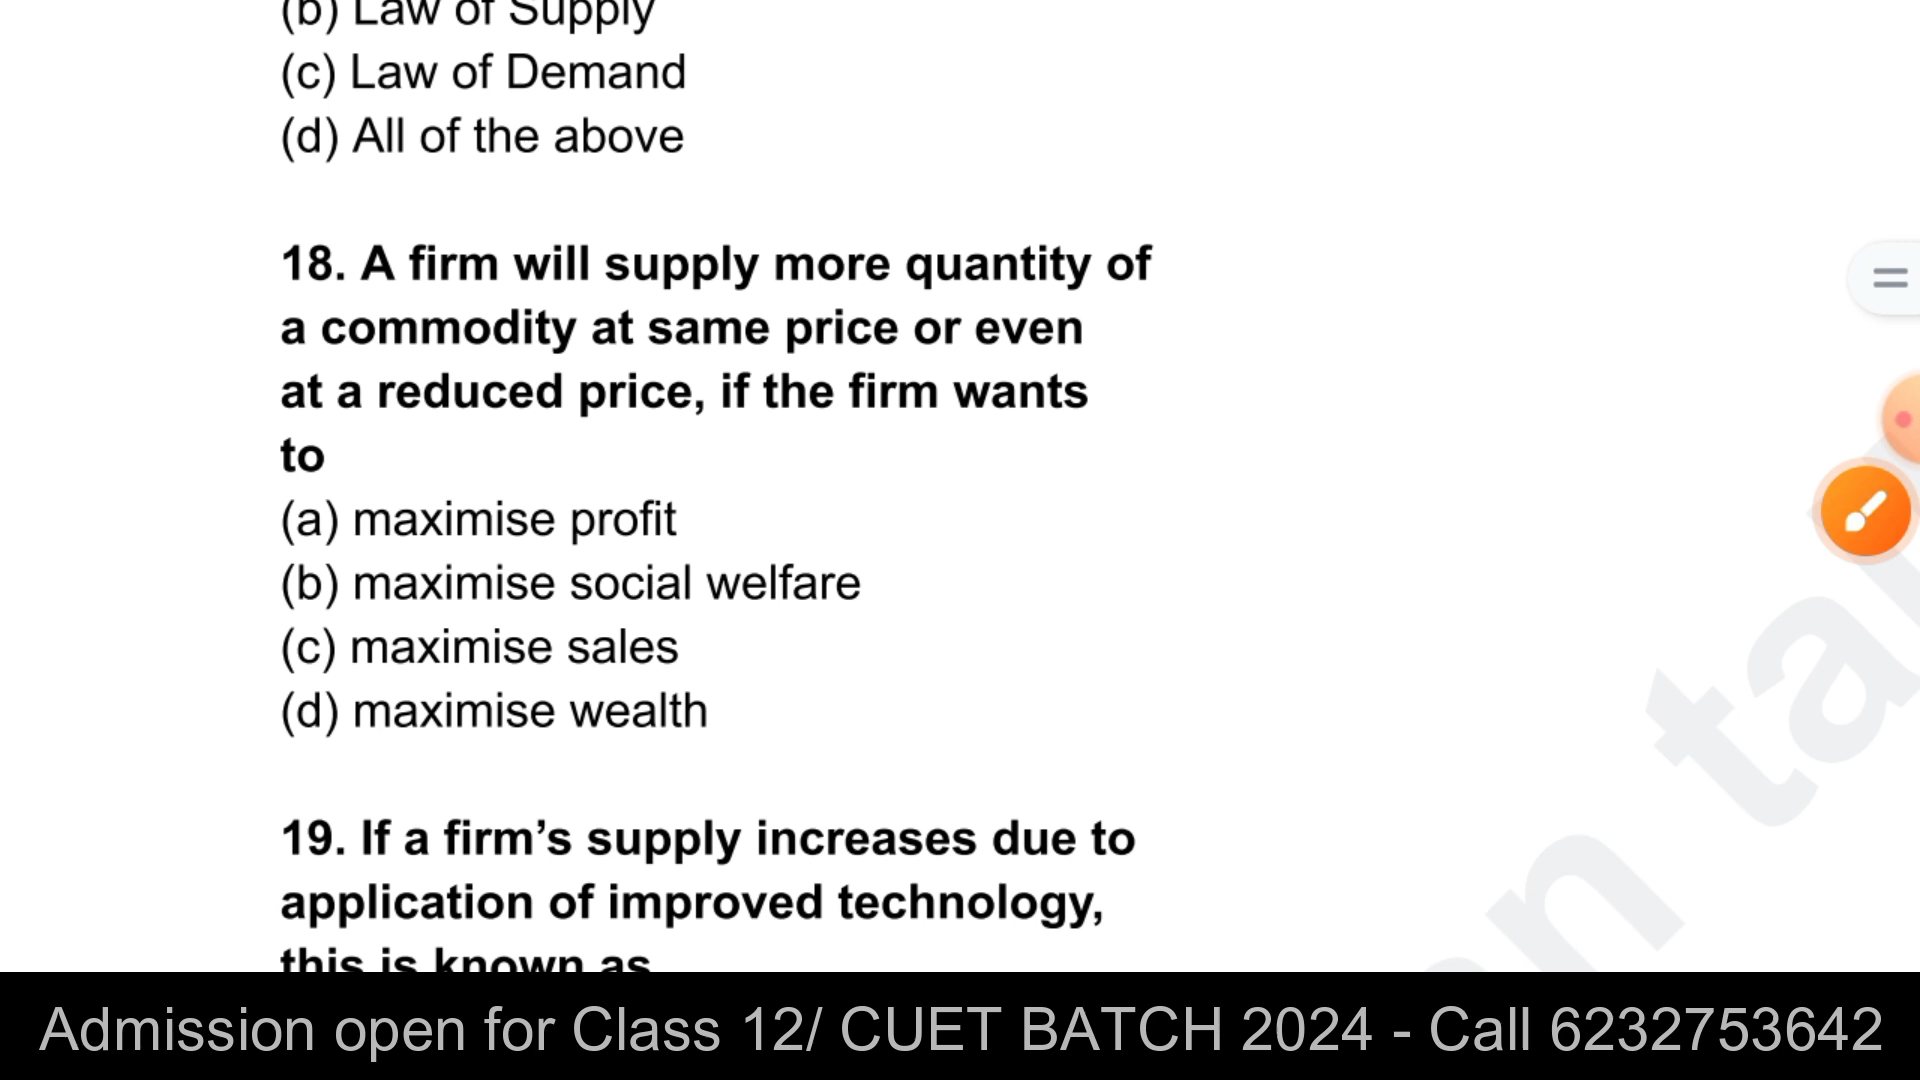 (b) Law of Supply
(c) Law of Demand
(d) All of the above
18. A firm will supply more quantity of
a commodity at same price or even
at a reduced price, if the firm wants
to
(a) maximise profit
(b) maximise social welfare
(c) maximise sales
(d) maximise wealth
19. If a firm’s supply increases due to
application of improved technology,
this is known as
Admission open for Class 12/ CUET BATCH 2024 - Call 6232753642